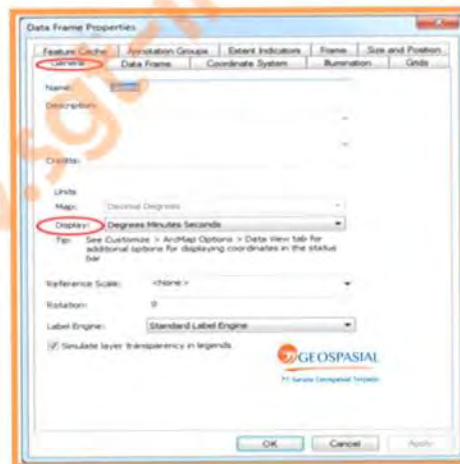 Data Frame Properties
Feature Cache Annotation Groups Extent Indicators Frame Size and Position
General Data Frame Coordinate System Illumination Grids
Name:
Description:
Credits:
Units
Map: Decimal Degrees
Display: Degrees Minutes Seconds
Tip: See Customize > ArcMap Options > Data View tab for
additional options for displaying coordinates in the status
bar
Reference Scale: <None>
Rotation: 0
Label Engine: Standard Label Engine
Simulate layer transparency in legends
GEOSPASIAL
OK Cancel Apply